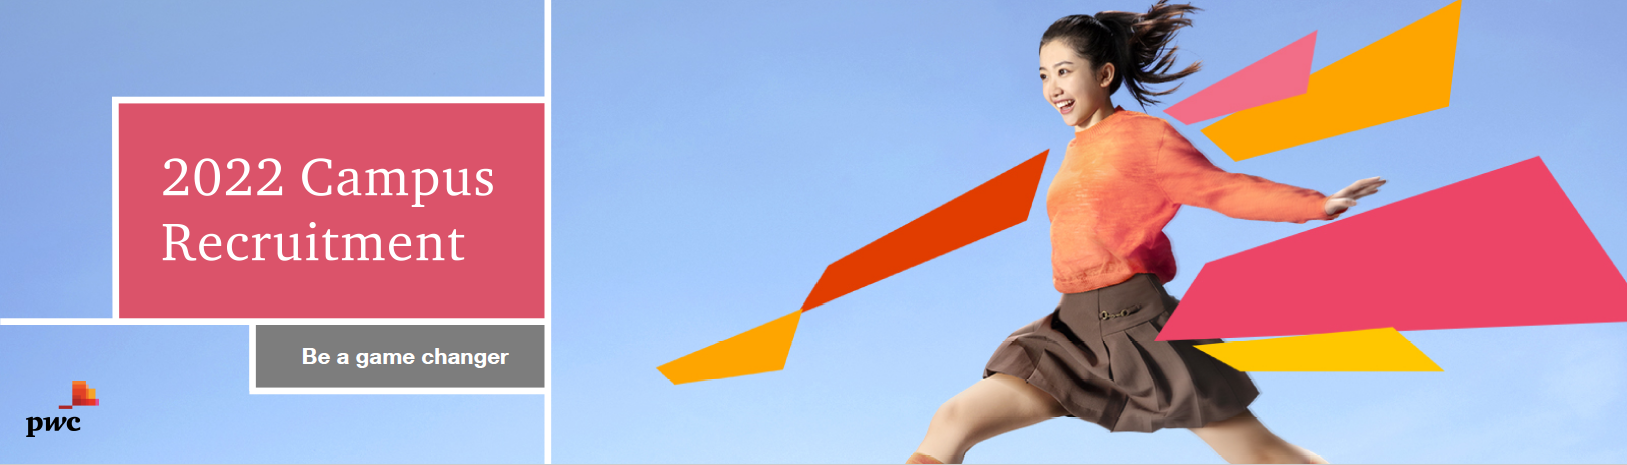 2022 Campus
Recruitment
Be a game changer
pwc